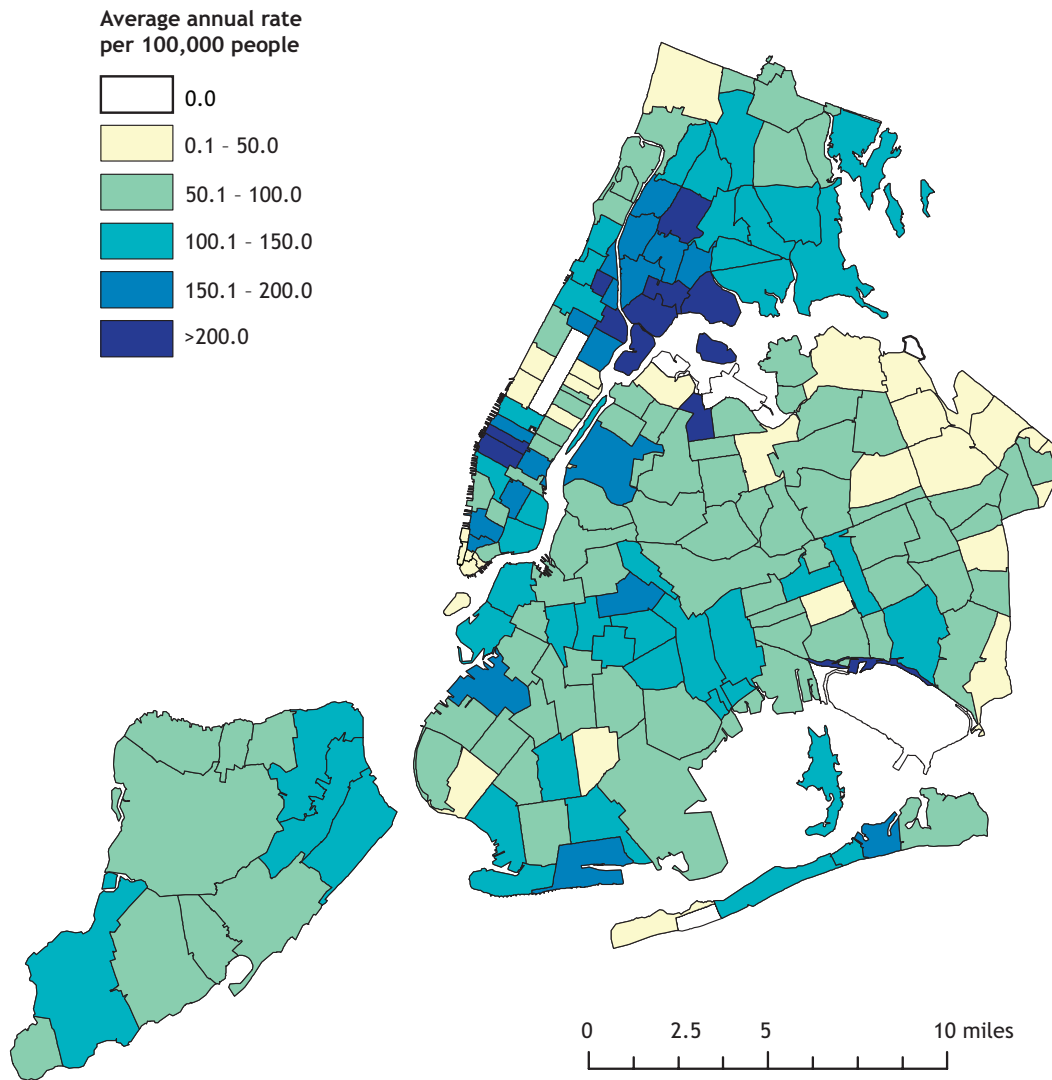 Average annual rate
per 100,000 people
0.0
0.1 – 50.0
50.1 – 100.0
100.1 – 150.0
150.1 – 200.0
>200.0
0 2.5 5 10 miles